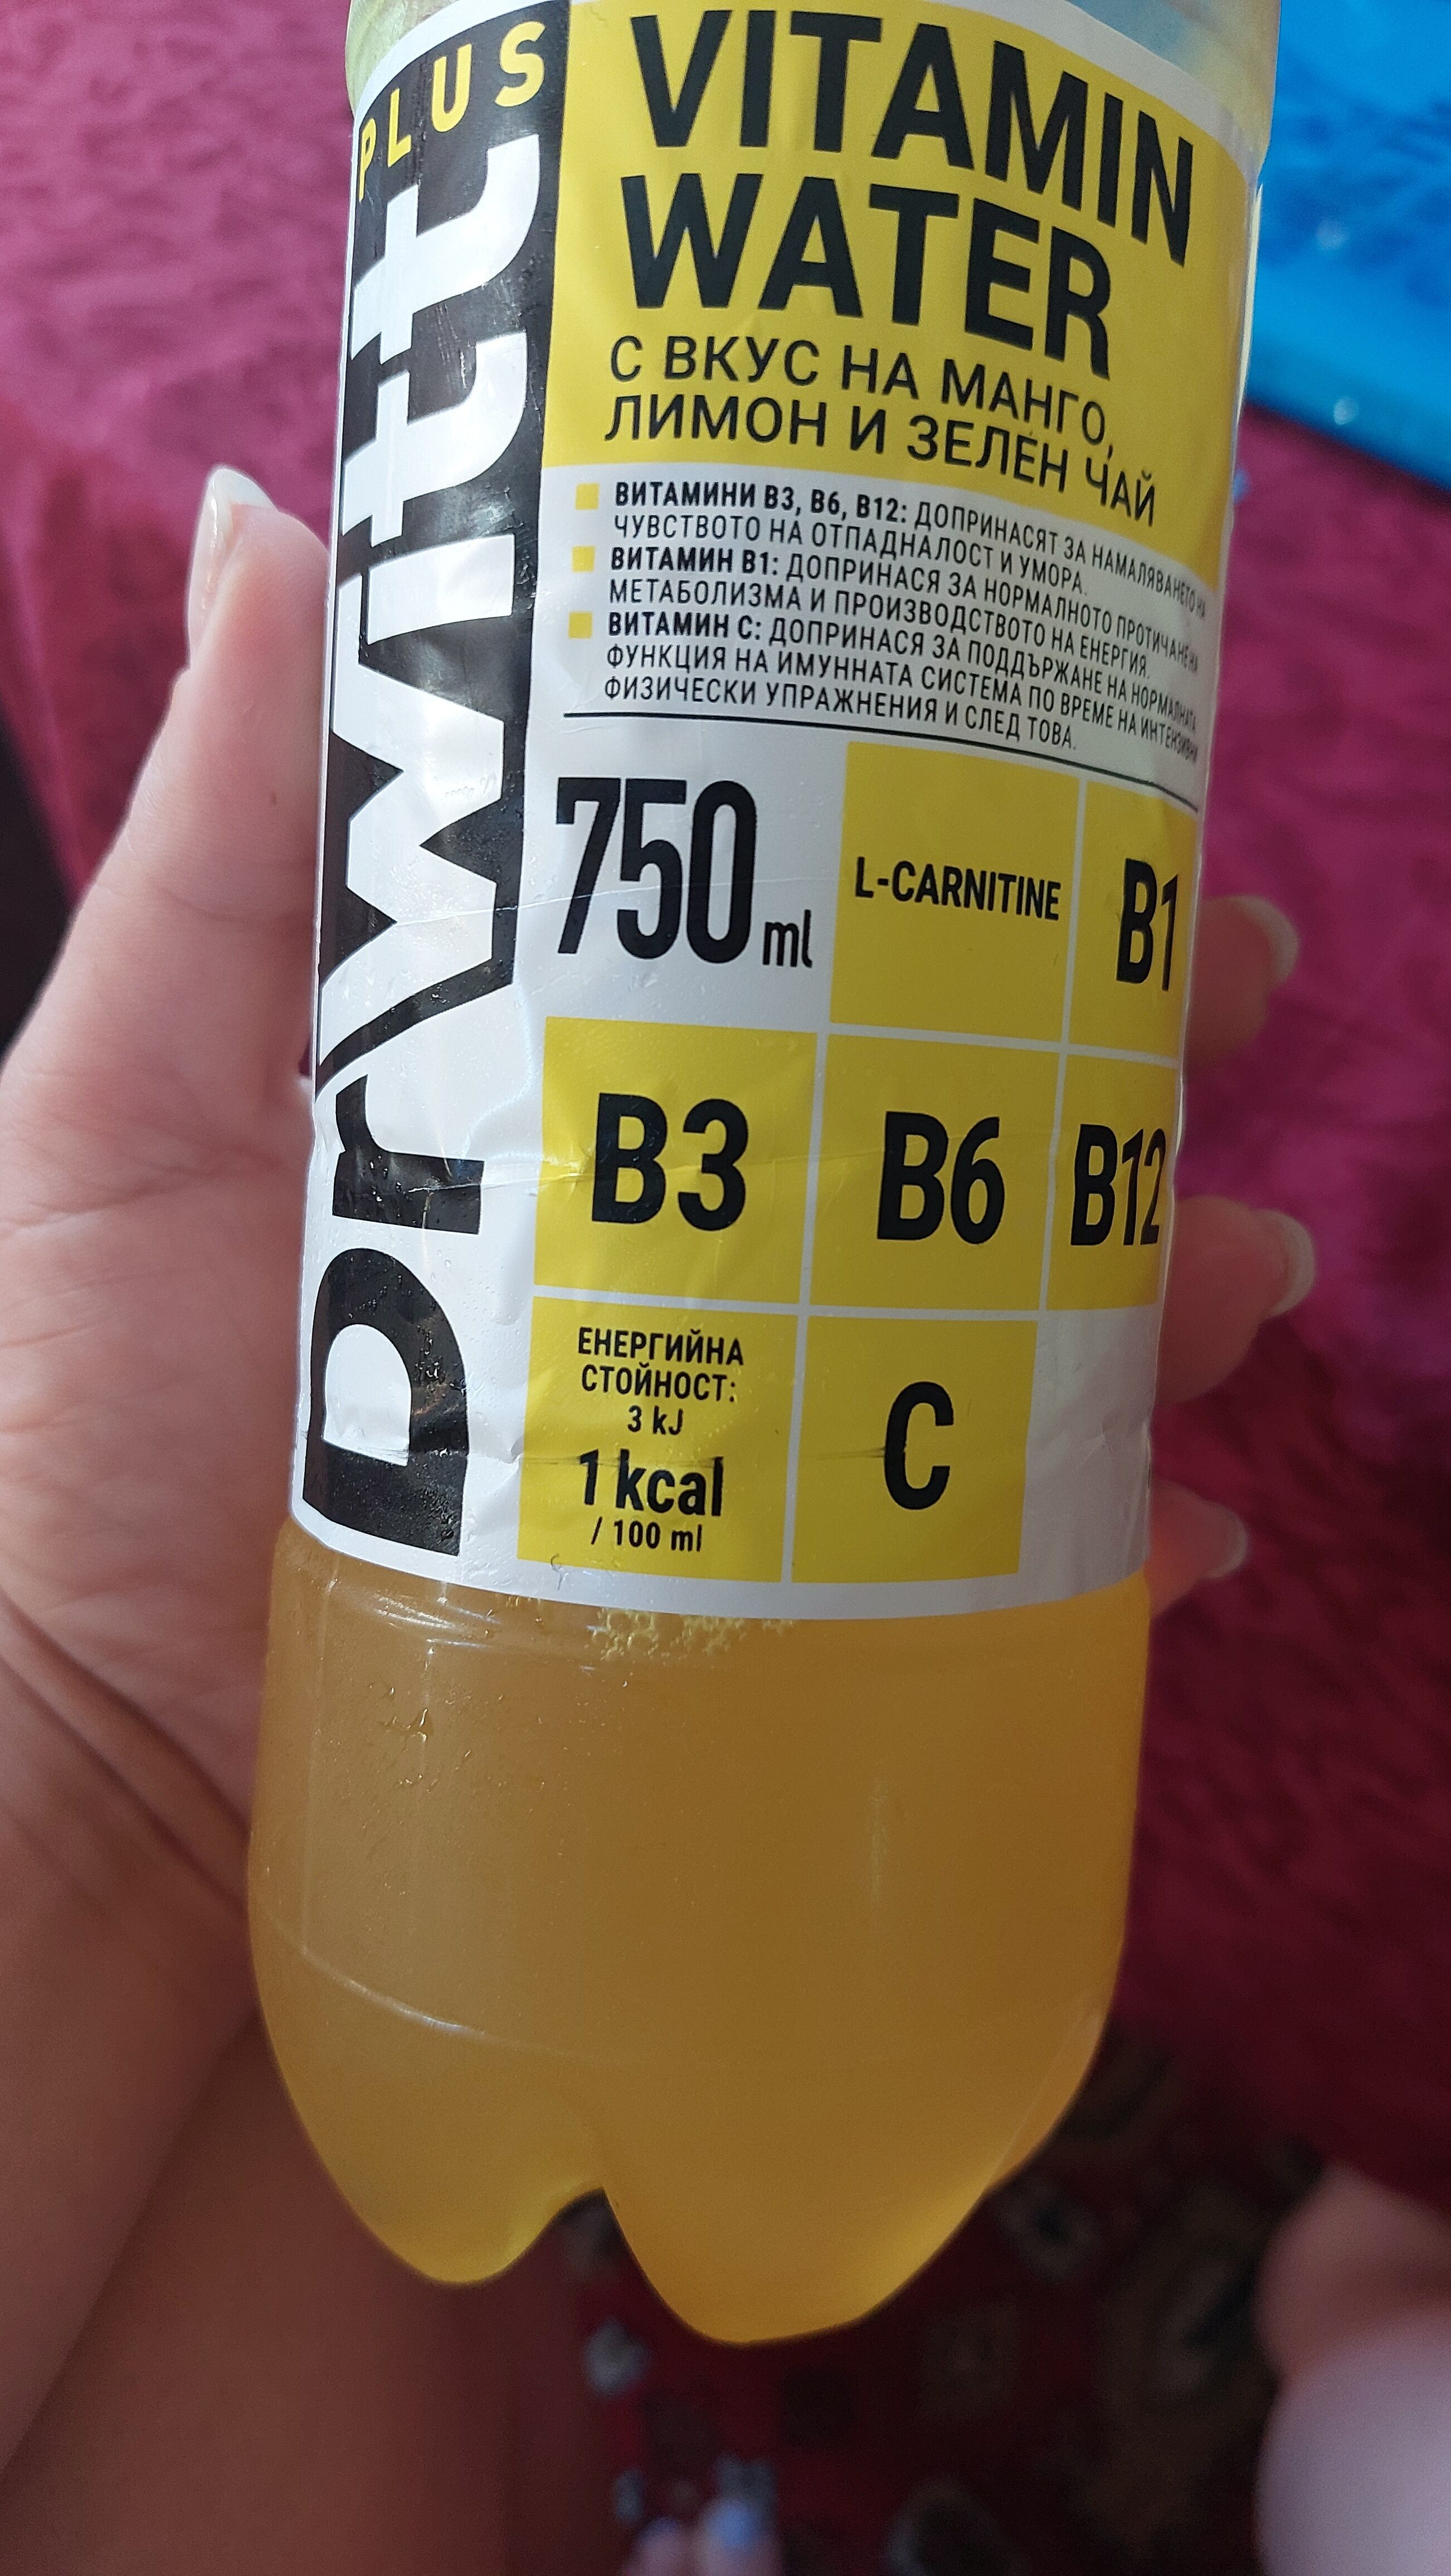 PLUS
DrWitt
VITAMIN
WATER
С ВКУС НА МАНГО,
ЛИМОН И ЗЕЛЕН ЧАЙ
ВИТАМИНИ B3, B6, B12: ДОПРИНАСЯТ ЗА НАМАЛЯВАНЕТО НА
ЧУВСТВОТО НА ОТПАДНАЛОСТ И УМОРА.
ВИТАМИН B1: ДОПРИНАСЯ ЗА НОРМАЛНОТО ПРОТИЧАНЕ НА
МЕТАБОЛИЗМА И ПРОИЗВОДСТВОТО НА ЕНЕРГИЯ.
ВИТАМИН C: ДОПРИНАСЯ ЗА ПОДДЪРЖАНЕ НА НОРМАЛНАТА
ФУНКЦИЯ НА ИМУННАТА СИСТЕМА ПО ВРЕМЕ НА ИНТЕНЗИВНИ
ФИЗИЧЕСКИ УПРАЖНЕНИЯ И СЛЕД ТОВА.
750 ml
L-CARNITINE
B1
B3
B6
B12
ЕНЕРГИЙНА
СТОЙНОСТ:
3 kJ
1 kcal
/ 100 ml
C